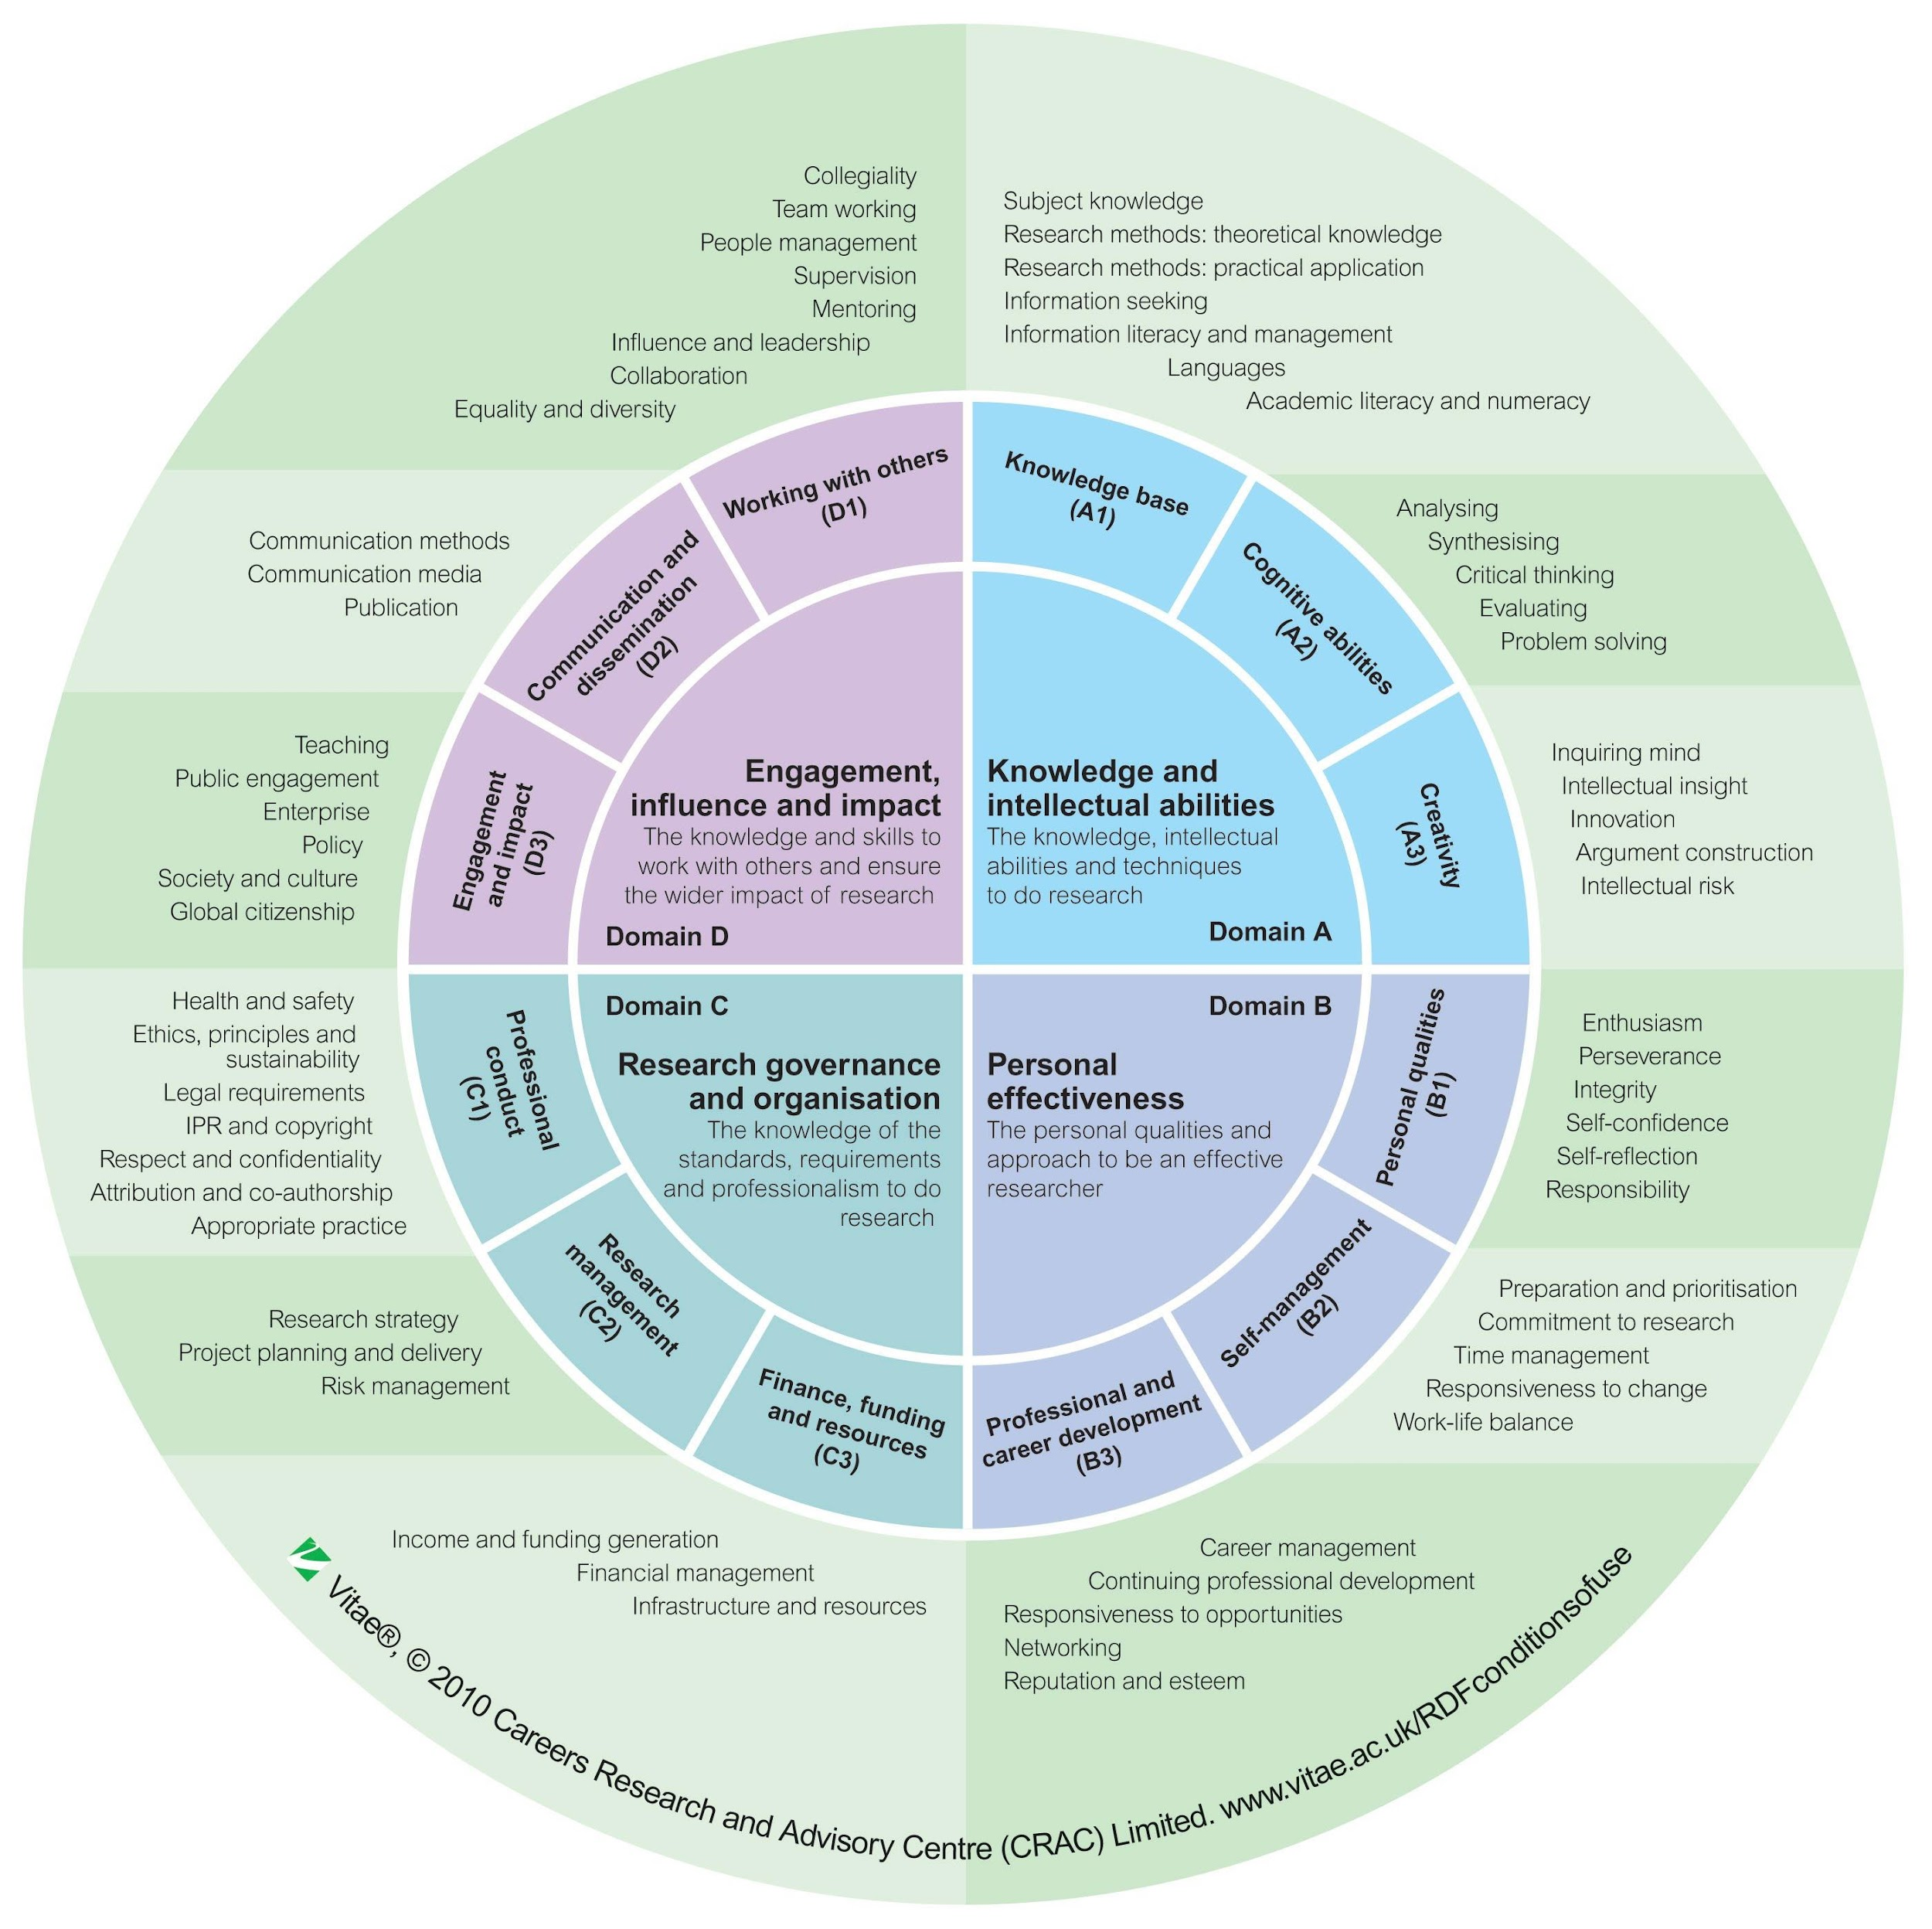 Collegiality
Team working
People management
Supervision
Mentoring
Influence and leadership
Collaboration
Equality and diversity
Subject knowledge
Research methods: theoretical knowledge
Research methods: practical application
Information seeking
Information literacy and management
Languages
Academic literacy and numeracy
Working with others
(D1)
Knowledge base
(A1)
Communication methods
Communication media
Publication
Communication and
dissemination
(D2)
Cognitive abilities
(A2)
Analysing
Synthesising
Critical thinking
Evaluating
Problem solving
Teaching
Public engagement
Enterprise
Policy
Society and culture
Global citizenship
Engagement
and impact
(D3)
Engagement,
influence and impact
The knowledge and skills to
work with others and ensure
the wider impact of research
Domain D
Knowledge and
intellectual abilities
The knowledge, intellectual
abilities and techniques
to do research
Domain A
Creativity
(A3)
Inquiring mind
Intellectual insight
Innovation
Argument construction
Intellectual risk
Health and safety
Ethics, principles and
sustainability
Legal requirements
IPR and copyright
Respect and confidentiality
Attribution and co-authorship
Appropriate practice
Professional
conduct
(C1)
Domain C
Research governance
and organisation
The knowledge of the
standards, requirements
and professionalism to do
research
Domain B
Personal
effectiveness
The personal qualities and
approach to be an effective
researcher
Personal qualities
(B1)
Enthusiasm
Perseverance
Integrity
Self-confidence
Self-reflection
Responsibility
Research strategy
Project planning and delivery
Risk management
Research
management
(C2)
Self-management
(B2)
Preparation and prioritisation
Commitment to research
Time management
Responsiveness to change
Work-life balance
Finance, funding
and resources
(C3)
Professional and
career development
(B3)
Income and funding generation
Financial management
Infrastructure and resources
Career management
Continuing professional development
Responsiveness to opportunities
Networking
Reputation and esteem
Vitae®, © 2010 Careers Research and Advisory Centre (CRAC) Limited. www.vitae.ac.uk/RDFconditionsofuse